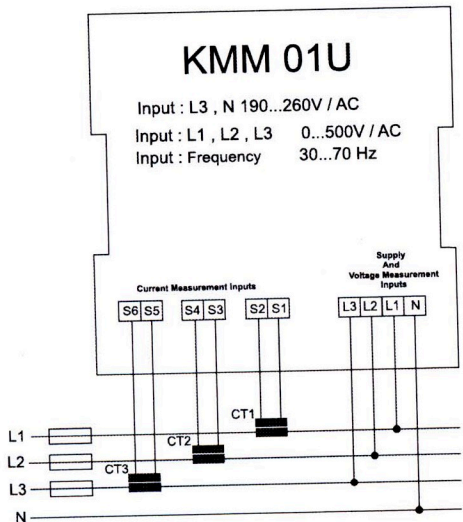 KMM 01U
Input : L3 , N 190...260V / AC
Input : L1 , L2 , L3 0...500V / AC
Input : Frequency 30...70 Hz
Supply
And
Voltage Measurement
Inputs
Current Measurement Inputs
S6 S5 S4 S3 S2 S1 L3 L2 L1 N
CT1
L1
CT2
L2
CT3
L3
N